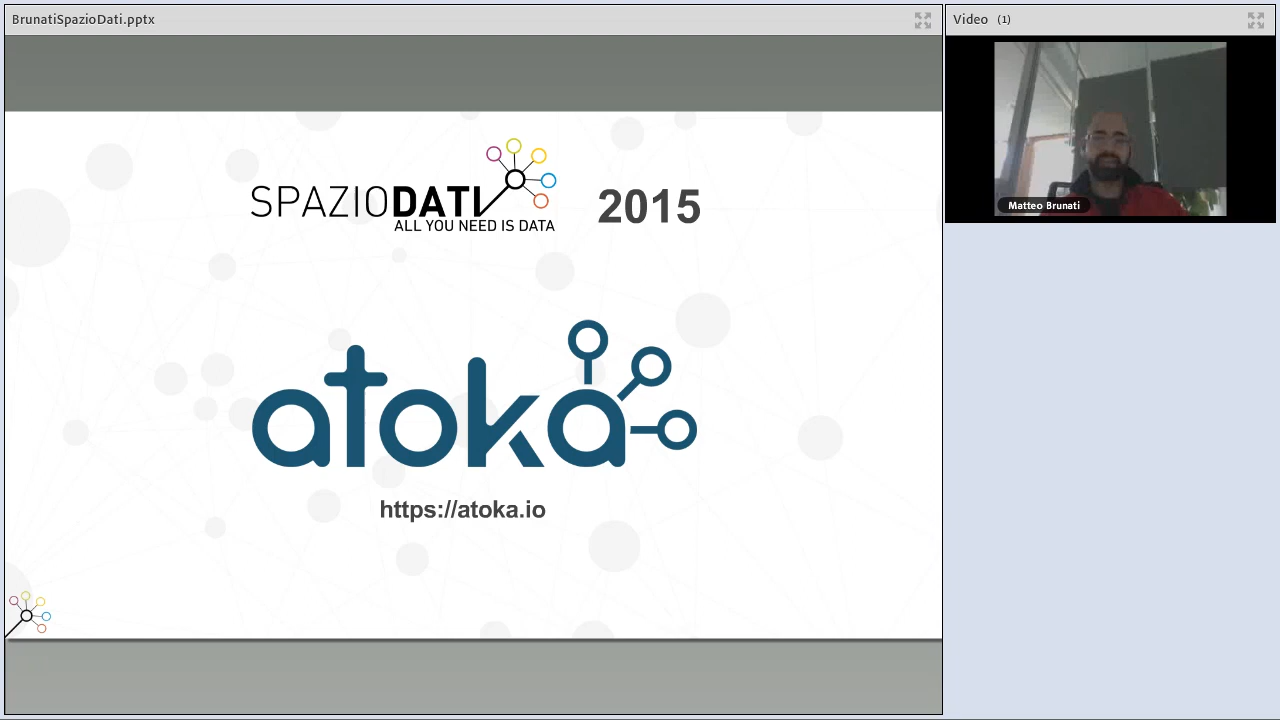 BrunatiSpazioDati.pptx
Video (1)
Matteo Brunati
SPAZIODATI
ALL YOU NEED IS DATA
2015
atoka
https://atoka.io